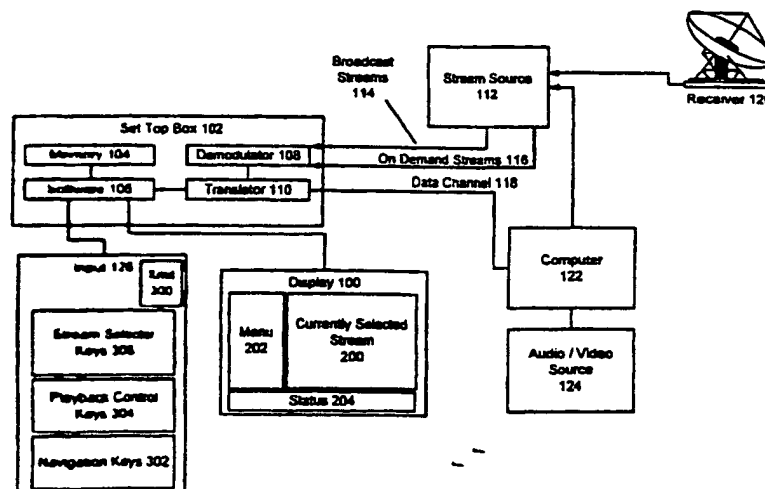 Broadcast
Streams
114
Stream Source
112
Receiver 12
Set Top Box 102
Memory 104
Demodulator 108
On Demand Streams 116
Software 106
Translator 110
Data Channel 118
Input 126
300
Display 100
Computer
122
Menu
202
Currently Selected
Stream
200
Stream Selector
Keys 306
Audio / Video
Source
124
Playback Control
Keys 304
Status 204
Navigation Keys 302